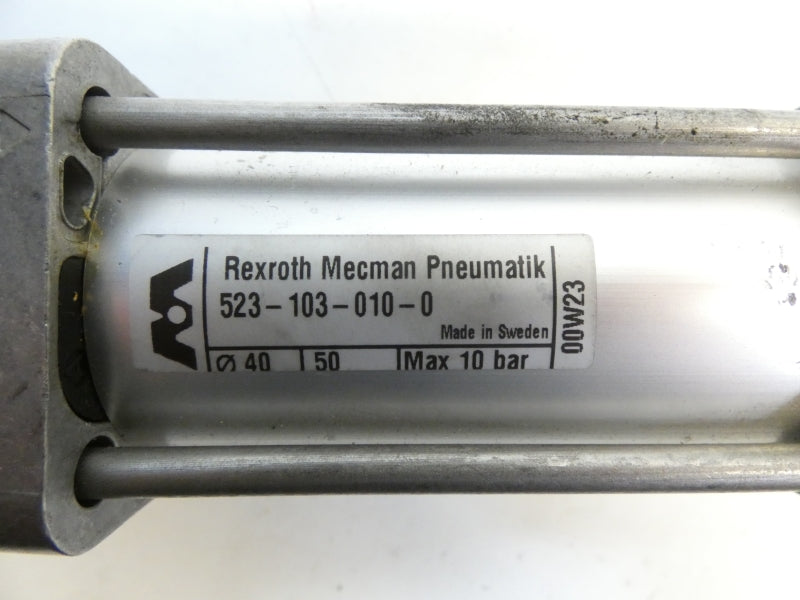 Rexroth Mecman Pneumatik
523-103-010-0
Made in Sweden
Ø 40 50 Max 10 bar
00W23